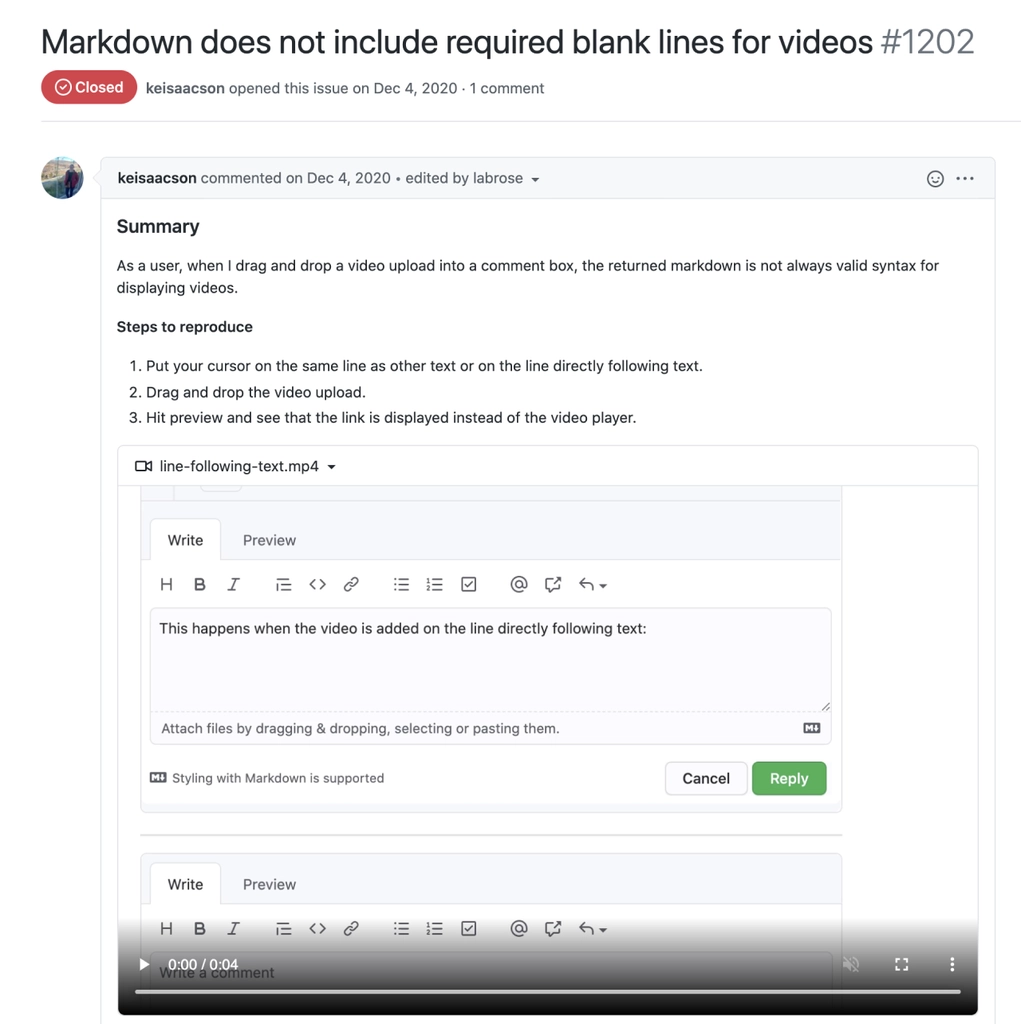 Markdown does not include required blank lines for videos #1202
Closed keisaacson opened this issue on Dec 4, 2020 · 1 comment
keisaacson commented on Dec 4, 2020 • edited by labrose
Summary
As a user, when I drag and drop a video upload into a comment box, the returned markdown is not always valid syntax for
displaying videos.
Steps to reproduce
1. Put your cursor on the same line as other text or on the line directly following text.
2. Drag and drop the video upload.
3. Hit preview and see that the link is displayed instead of the video player.
line-following-text.mp4
Write Preview
H B I
This happens when the video is added on the line directly following text:
Attach files by dragging & dropping, selecting or pasting them.
Styling with Markdown is supported Cancel Reply
Write Preview
H B I
0:00 / 0:04
Write a comment